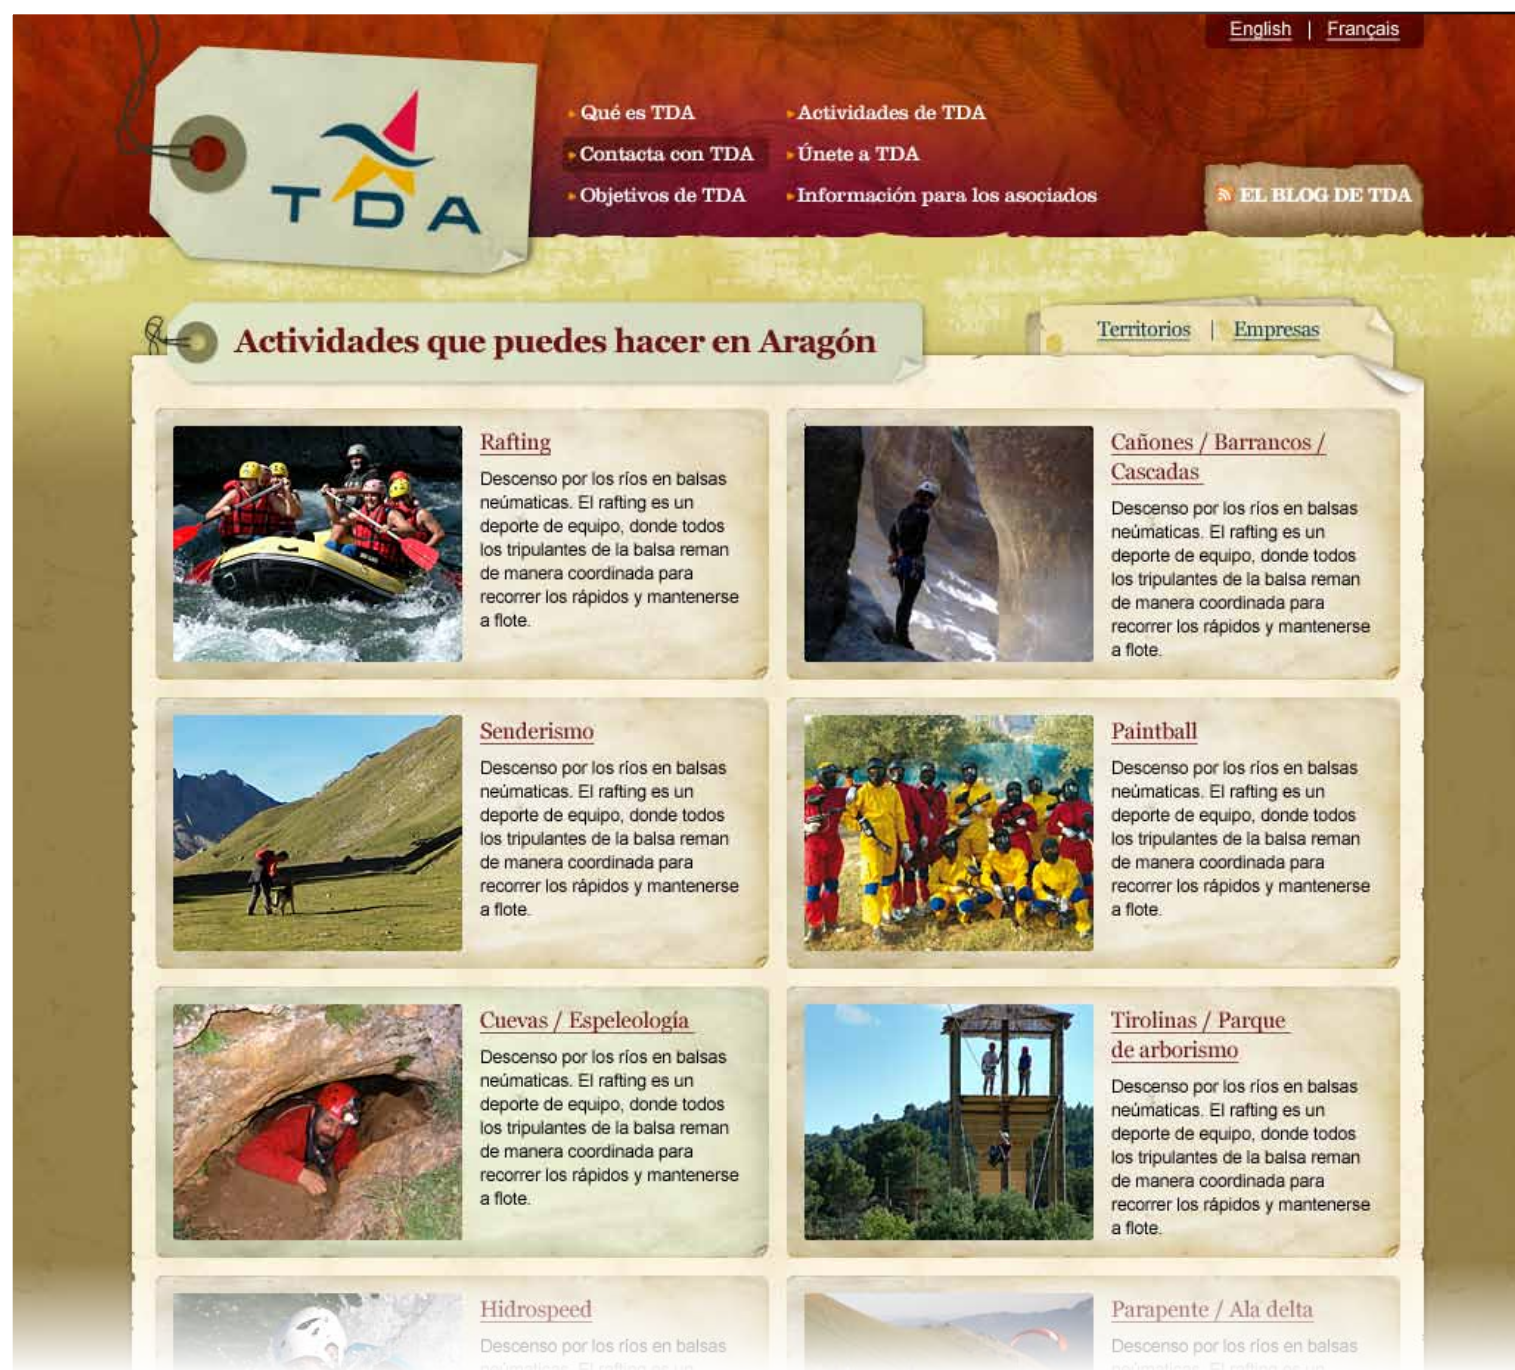 English | Français
TDA
Qué es TDA
Contacta con TDA
Objetivos de TDA
Actividades de TDA
Únete a TDA
Información para los asociados
EL BLOG DE TDA
Actividades que puedes hacer en Aragón
Territorios | Empresas
Rafting
Descenso por los ríos en balsas
neúmaticas. El rafting es un
deporte de equipo, donde todos
los tripulantes de la balsa reman
de manera coordinada para
recorrer los rápidos y mantenerse
a flote.
Cañones / Barrancos /
Cascadas
Descenso por los ríos en balsas
neúmaticas. El rafting es un
deporte de equipo, donde todos
los tripulantes de la balsa reman
de manera coordinada para
recorrer los rápidos y mantenerse
a flote.
Senderismo
Descenso por los ríos en balsas
neúmaticas. El rafting es un
deporte de equipo, donde todos
los tripulantes de la balsa reman
de manera coordinada para
recorrer los rápidos y mantenerse
a flote.
Paintball
Descenso por los ríos en balsas
neúmaticas. El rafting es un
deporte de equipo, donde todos
los tripulantes de la balsa reman
de manera coordinada para
recorrer los rápidos y mantenerse
a flote.
Cuevas / Espeleología
Descenso por los ríos en balsas
neúmaticas. El rafting es un
deporte de equipo, donde todos
los tripulantes de la balsa reman
de manera coordinada para
recorrer los rápidos y mantenerse
a flote.
Tirolinas / Parque
de arborismo
Descenso por los ríos en balsas
neúmaticas. El rafting es un
deporte de equipo, donde todos
los tripulantes de la balsa reman
de manera coordinada para
recorrer los rápidos y mantenerse
a flote.
Hidrospeed
Descenso por los ríos en balsas
Parapente / Ala delta
Descenso por los ríos en balsas